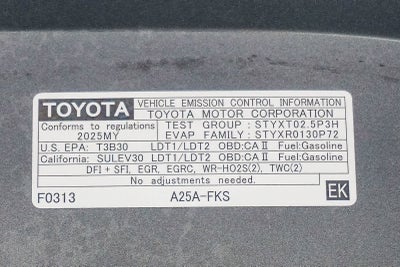 TOYOTA
VEHICLE EMISSION CONTROL INFORMATION
TOYOTA MOTOR CORPORATION
Conforms to regulations
2025MY
TEST GROUP : STYXT02.5P3H
EVAP FAMILY : STYXR0130P72
U.S. EPA: T3B30 LDT1/LDT2 OBD:CA II Fuel:Gasoline
California: SULEV30 LDT1/LDT2 OBD:CA II Fuel:Gasoline
DFI + SFI, EGR, EGRC, WR-HO2S(2), TWC(2)
No adjustments needed.
F0313 A25A-FKS EK